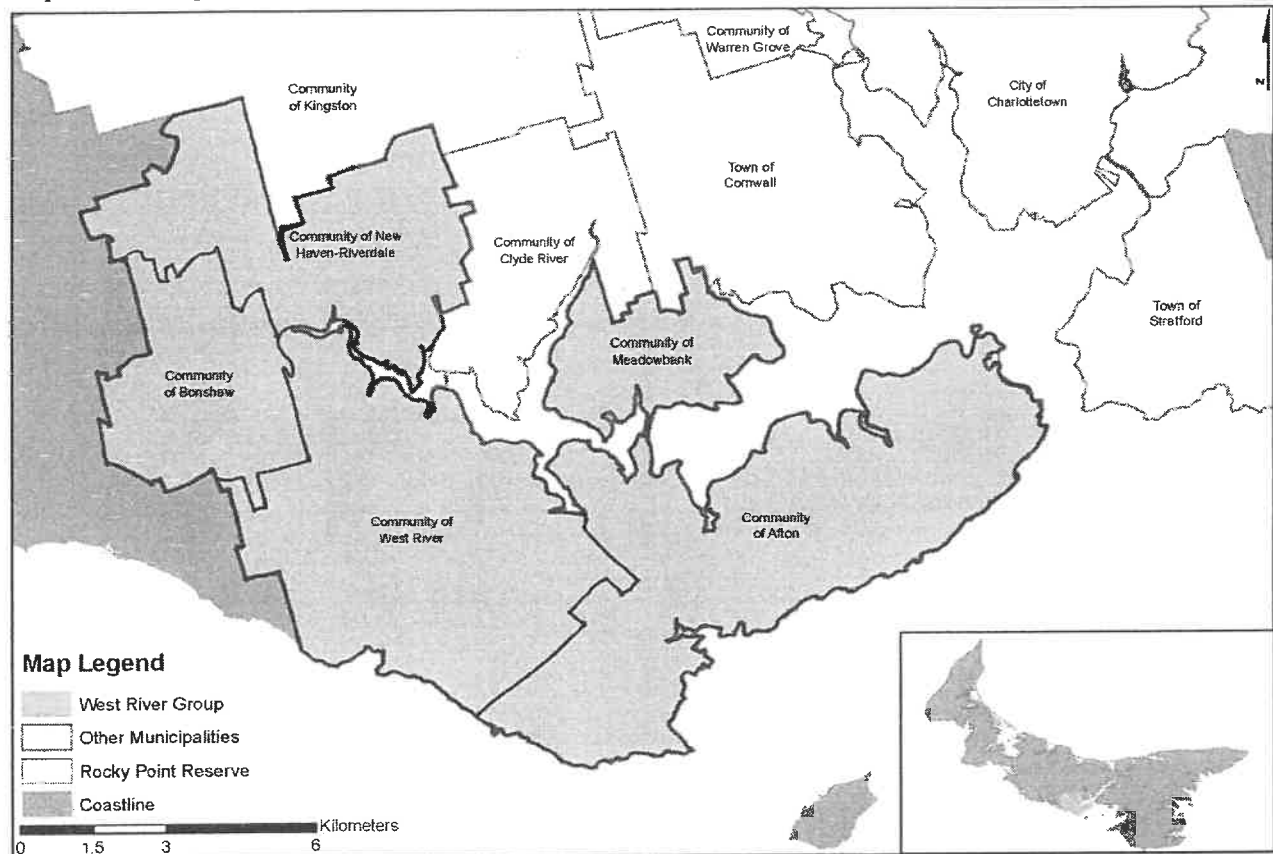 Community of
Warren Grove
Community
of Kingston
City of
Charlottetown
N
Town of
Cornwall
Community of New
Haven-Riverdale
Community of
Clyde River
Town of
Stratford
Community of
Meadowbank
Community
of Bonshaw
Community of
West River
Community
of Afton
Map Legend
West River Group
Other Municipalities
Rocky Point Reserve
Coastline
Kilometers
0 1.5 3 6